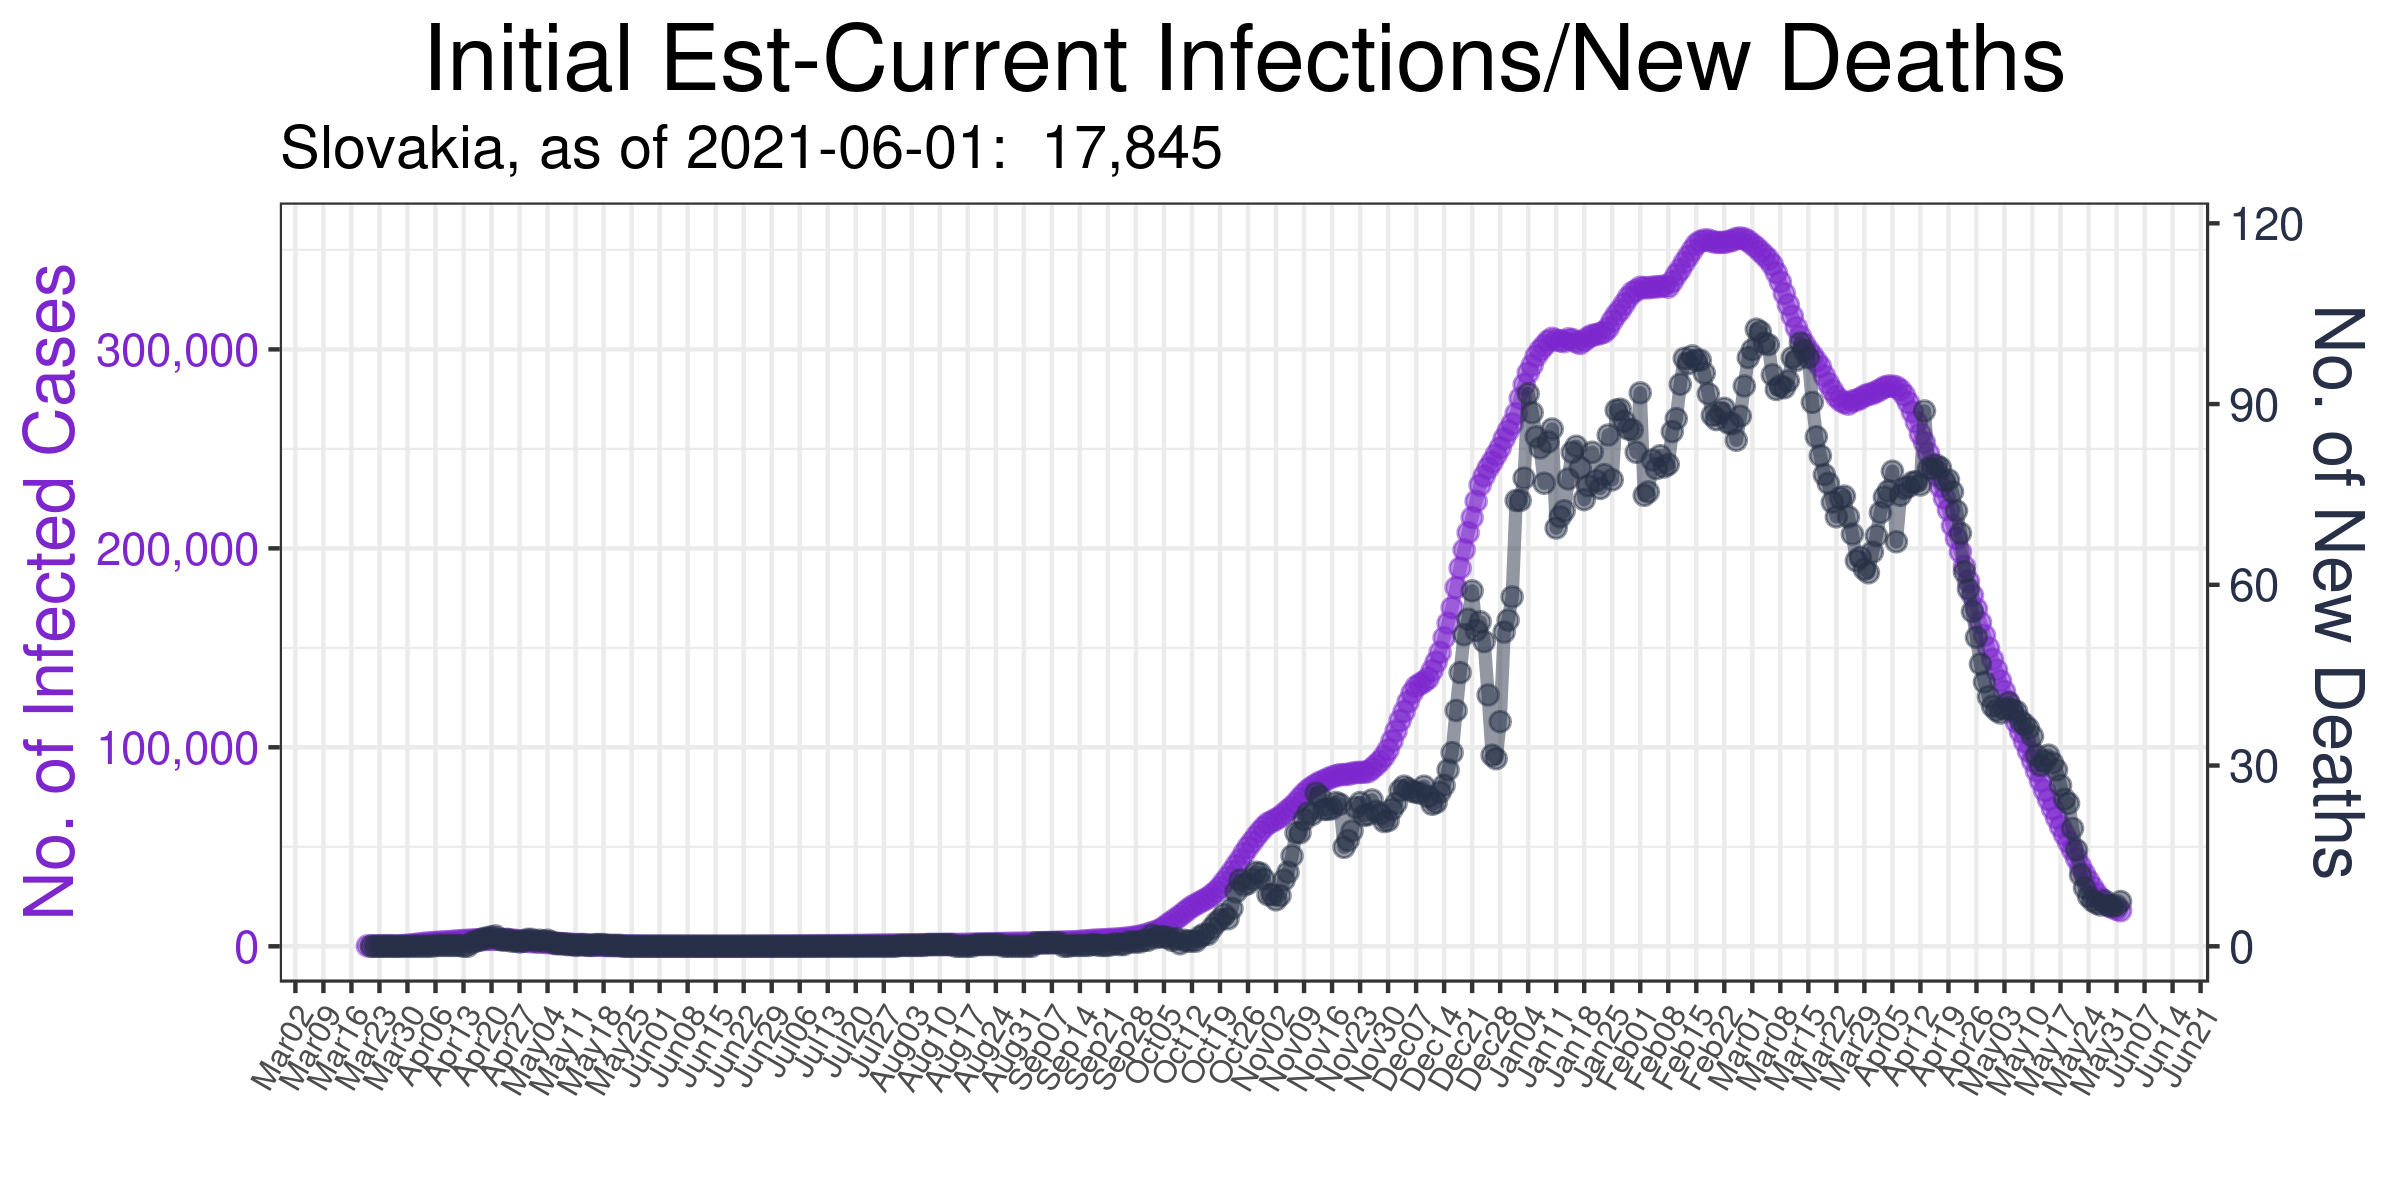 Initial Est-Current Infections/New Deaths
Slovakia, as of 2021-06-01:  17,845
No. of Infected Cases
300,000
200,000
100,000
0
120
90
60
30
0
No. of New Deaths
Mar02
Mar09
Mar16
Mar23
Mar30
Apr06
Apr13
Apr20
Apr27
May04
May11
May18
May25
Jun01
Jun08
Jun15
Jun22
Jun29
Jul06
Jul13
Jul20
Jul27
Aug03
Aug10
Aug17
Aug24
Aug31
Sep07
Sep14
Sep21
Sep28
Oct05
Oct12
Oct19
Oct26
Nov02
Nov09
Nov16
Nov23
Nov30
Dec07
Dec14
Dec21
Dec28
Jan04
Jan11
Jan18
Jan25
Feb01
Feb08
Feb15
Feb22
Mar01
Mar08
Mar15
Mar22
Mar29
Apr05
Apr12
Apr19
Apr26
May03
May10
May17
May24
May31
Jun07
Jun14
Jun21